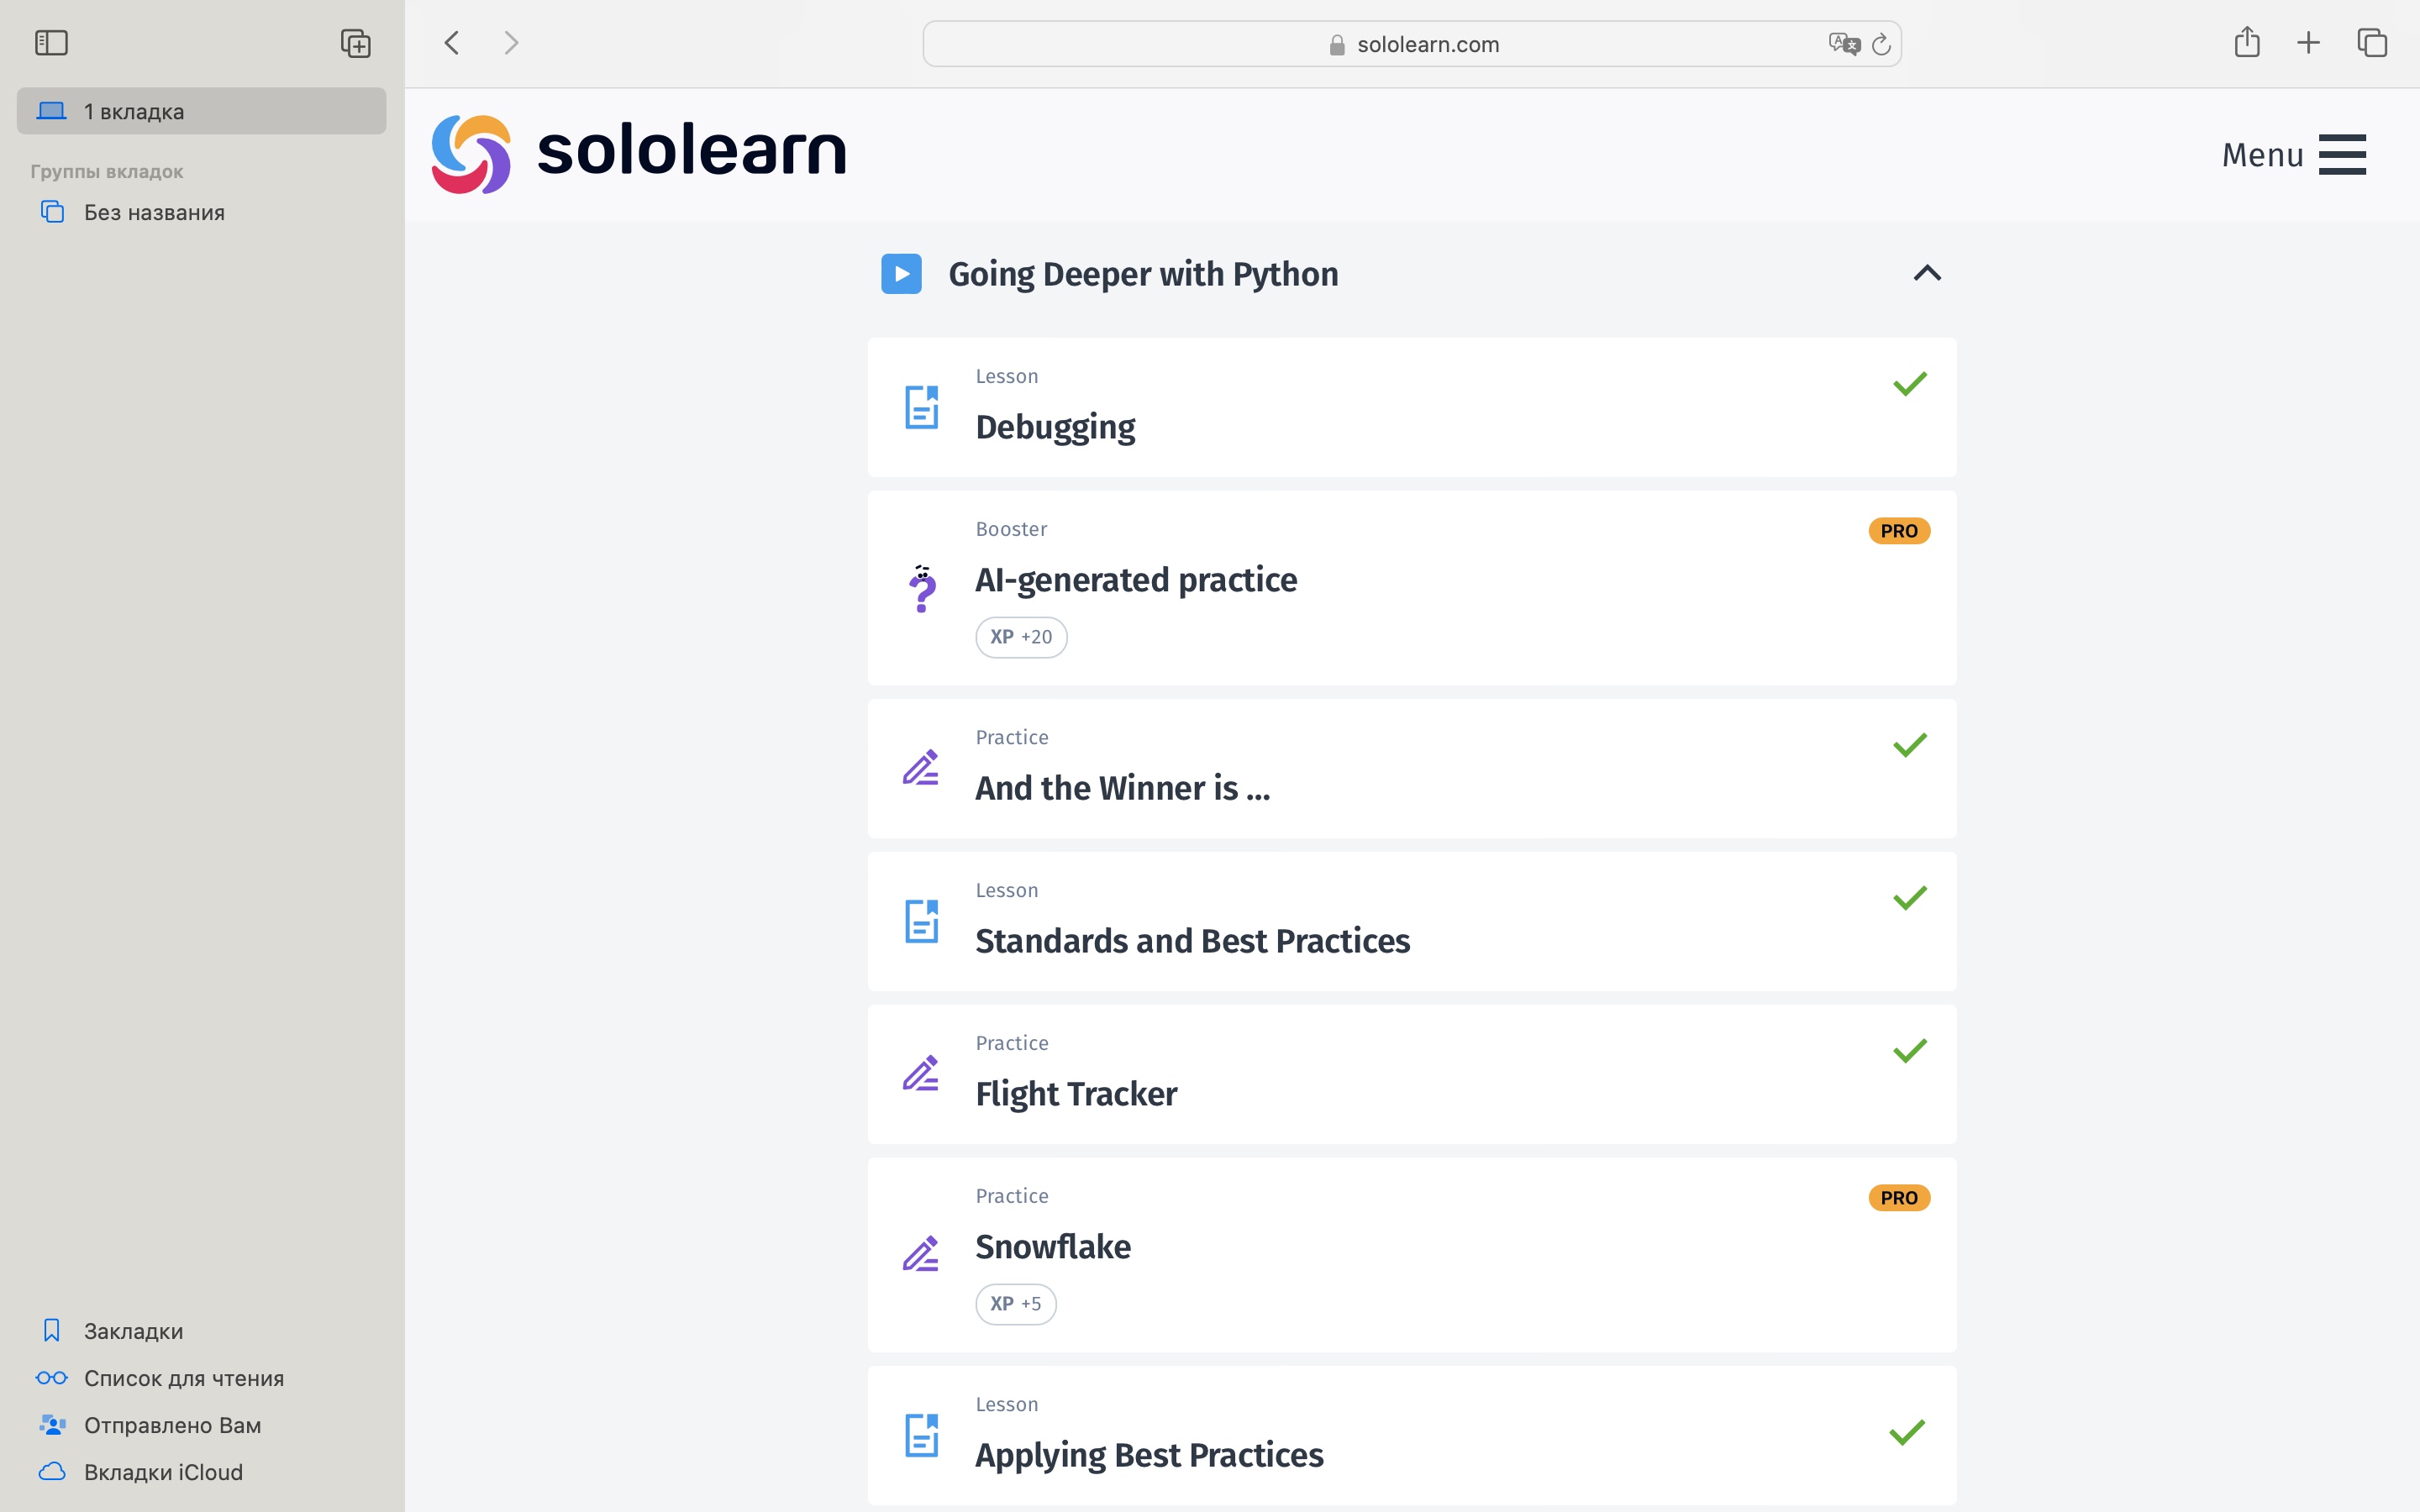 sololearn.com
1 вкладка
Группы вкладок
Без названия
Закладки
Список для чтения
Отправлено Вам
Вкладки iCloud
sololearn
Menu
Going Deeper with Python
Lesson
Debugging
Booster
PRO
AI-generated practice
XP +20
Practice
And the Winner is ...
Lesson
Standards and Best Practices
Practice
Flight Tracker
Practice
PRO
Snowflake
XP +5
Lesson
Applying Best Practices